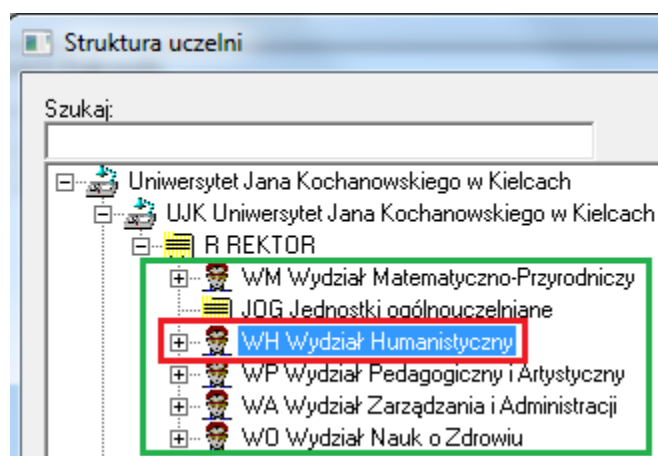 Struktura uczelni
Szukaj:
Uniwersytet Jana Kochanowskiego w Kielcach
UJK Uniwersytet Jana Kochanowskiego w Kielcach
R REKTOR
WM Wydział Matematyczno-Przyrodniczy
JOG Jednostki ogólnouczelniane
WH Wydział Humanistyczny
WP Wydział Pedagogiczny i Artystyczny
WA Wydział Zarządzania i Administracji
WO Wydział Nauk o Zdrowiu